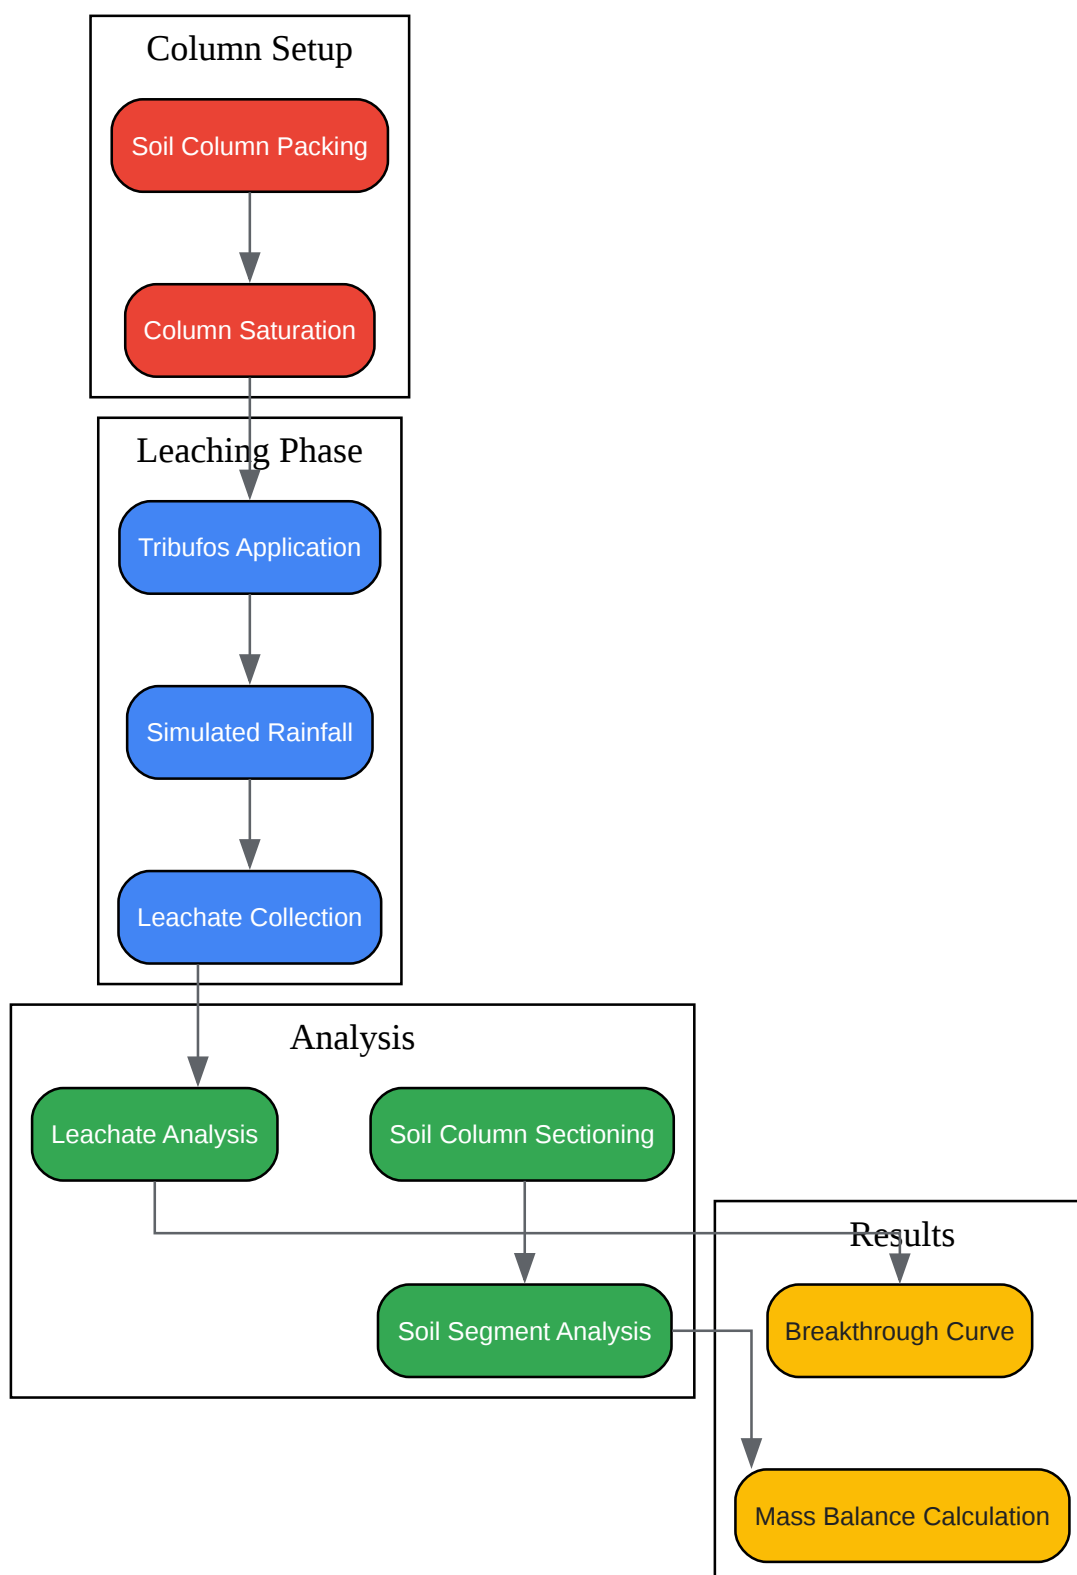 Column Setup
Soil Column Packing
Column Saturation
Leaching Phase
Tribufos Application
Simulated Rainfall
Leachate Collection
Analysis
Leachate Analysis
Soil Column Sectioning
Results
Soil Segment Analysis
Breakthrough Curve
Mass Balance Calculation